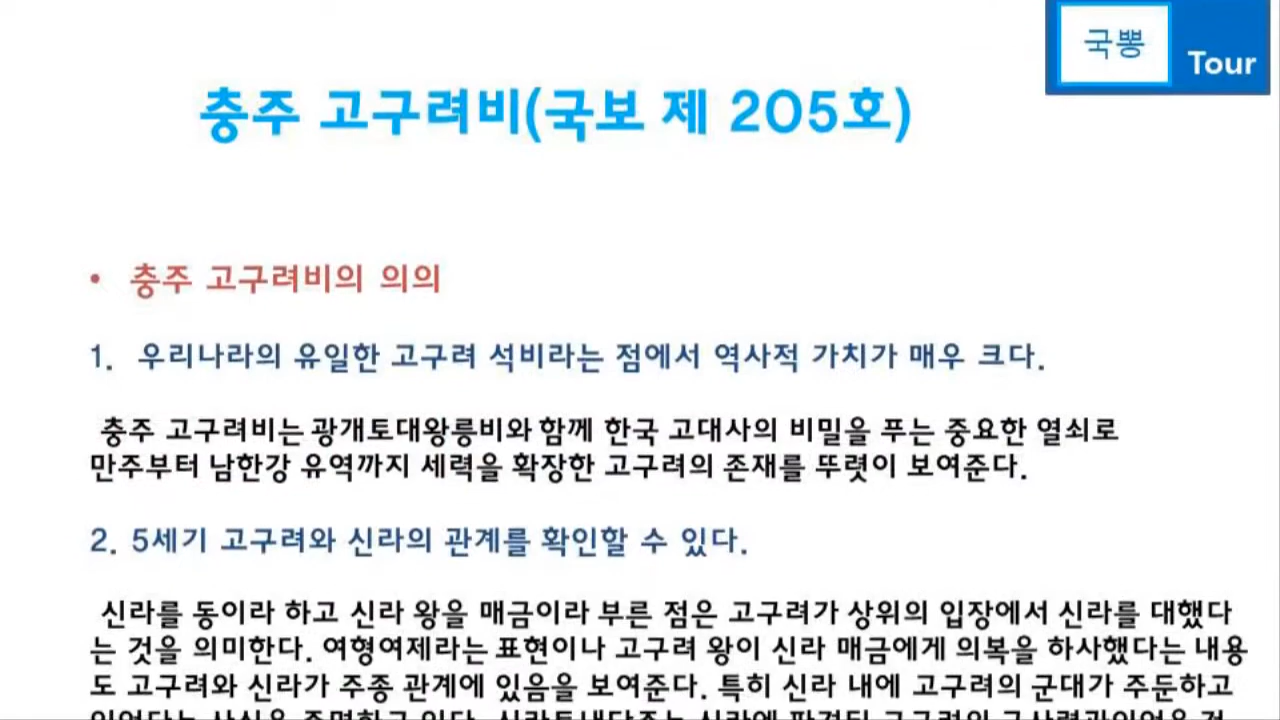 국뽕
Tour
충주 고구려비(국보 제 205호)
• 충주 고구려비의 의의
1. 우리나라의 유일한 고구려 석비라는 점에서 역사적 가치가 매우 크다.
충주 고구려비는 광개토대왕릉비와 함께 한국 고대사의 비밀을 푸는 중요한 열쇠로
만주부터 남한강 유역까지 세력을 확장한 고구려의 존재를 뚜렷이 보여준다.
2. 5세기 고구려와 신라의 관계를 확인할 수 있다.
신라를 동이라 하고 신라 왕을 매금이라 부른 점은 고구려가 상위의 입장에서 신라를 대했다
는 것을 의미한다. 여형여제라는 표현이나 고구려 왕이 신라 매금에게 의복을 하사했다는 내용
도 고구려와 신라가 주종 관계에 있음을 보여준다. 특히 신라 내에 고구려의 군대가 주둔하고